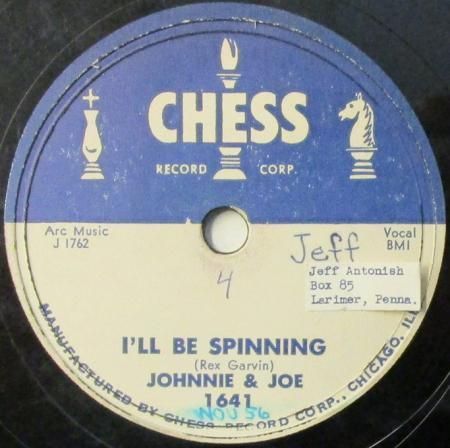 CHESS
RECORD CORP.
Arc Music
J 1762
Vocal
BMI
Jeff
Jeff Antonish
Box 85
Larimer, Penna.
4
I'LL BE SPINNING
(Rex Garvin)
JOHNNIE & JOE
1641
NOV 56
MANUFACTURED BY CHESS RECORD CORP., CHICAGO, ILL